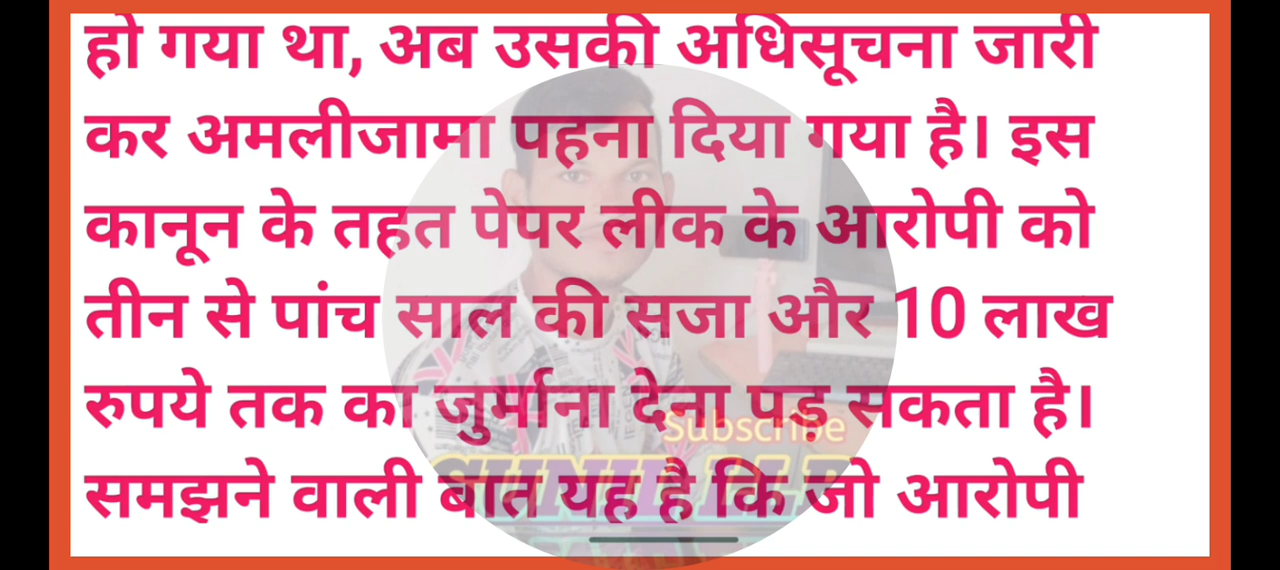 हो गया था, अब उसकी अधिसूचना जारी
कर अमलीजामा पहना दिया गया है। इस
कानून के तहत पेपर लीक के आरोपी को
तीन से पांच साल की सजा और 10 लाख
रुपये तक का जुर्माना देना पड़ सकता है।
Subscribe
समझने वाली बात यह है कि जो आरोपी